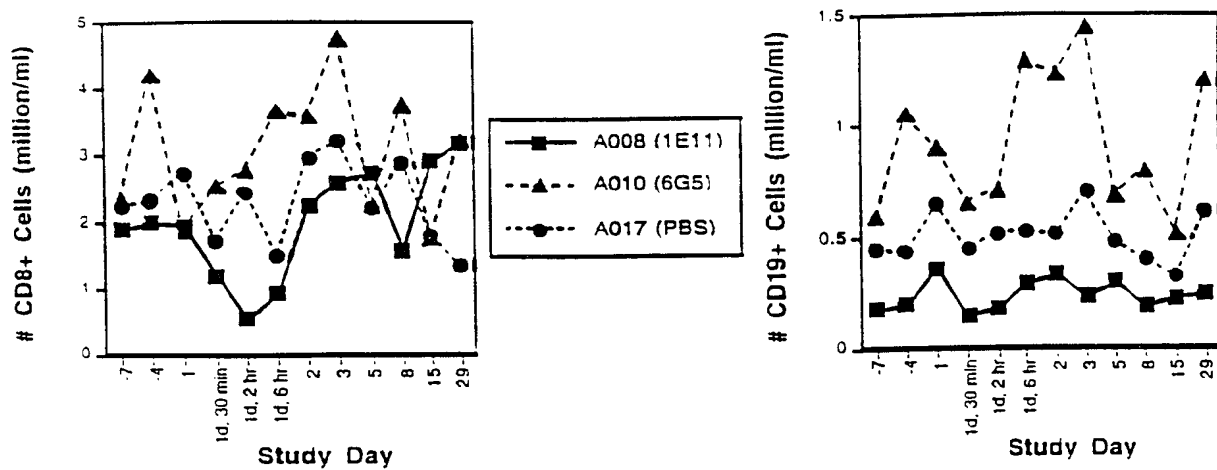 # CD8+ Cells (million/ml)
5
4
3
2
1
0
-7
-4
1
1d, 30 min
1d, 2 hr
1d, 6 hr
2
3
5
8
15
29
Study Day
A008 (1E11)
A010 (6G5)
A017 (PBS)
# CD19+ Cells (million/ml)
1.5
1
0.5
0
-7
-4
1
1d, 30 min
1d, 2 hr
1d, 6 hr
2
3
5
8
15
29
Study Day